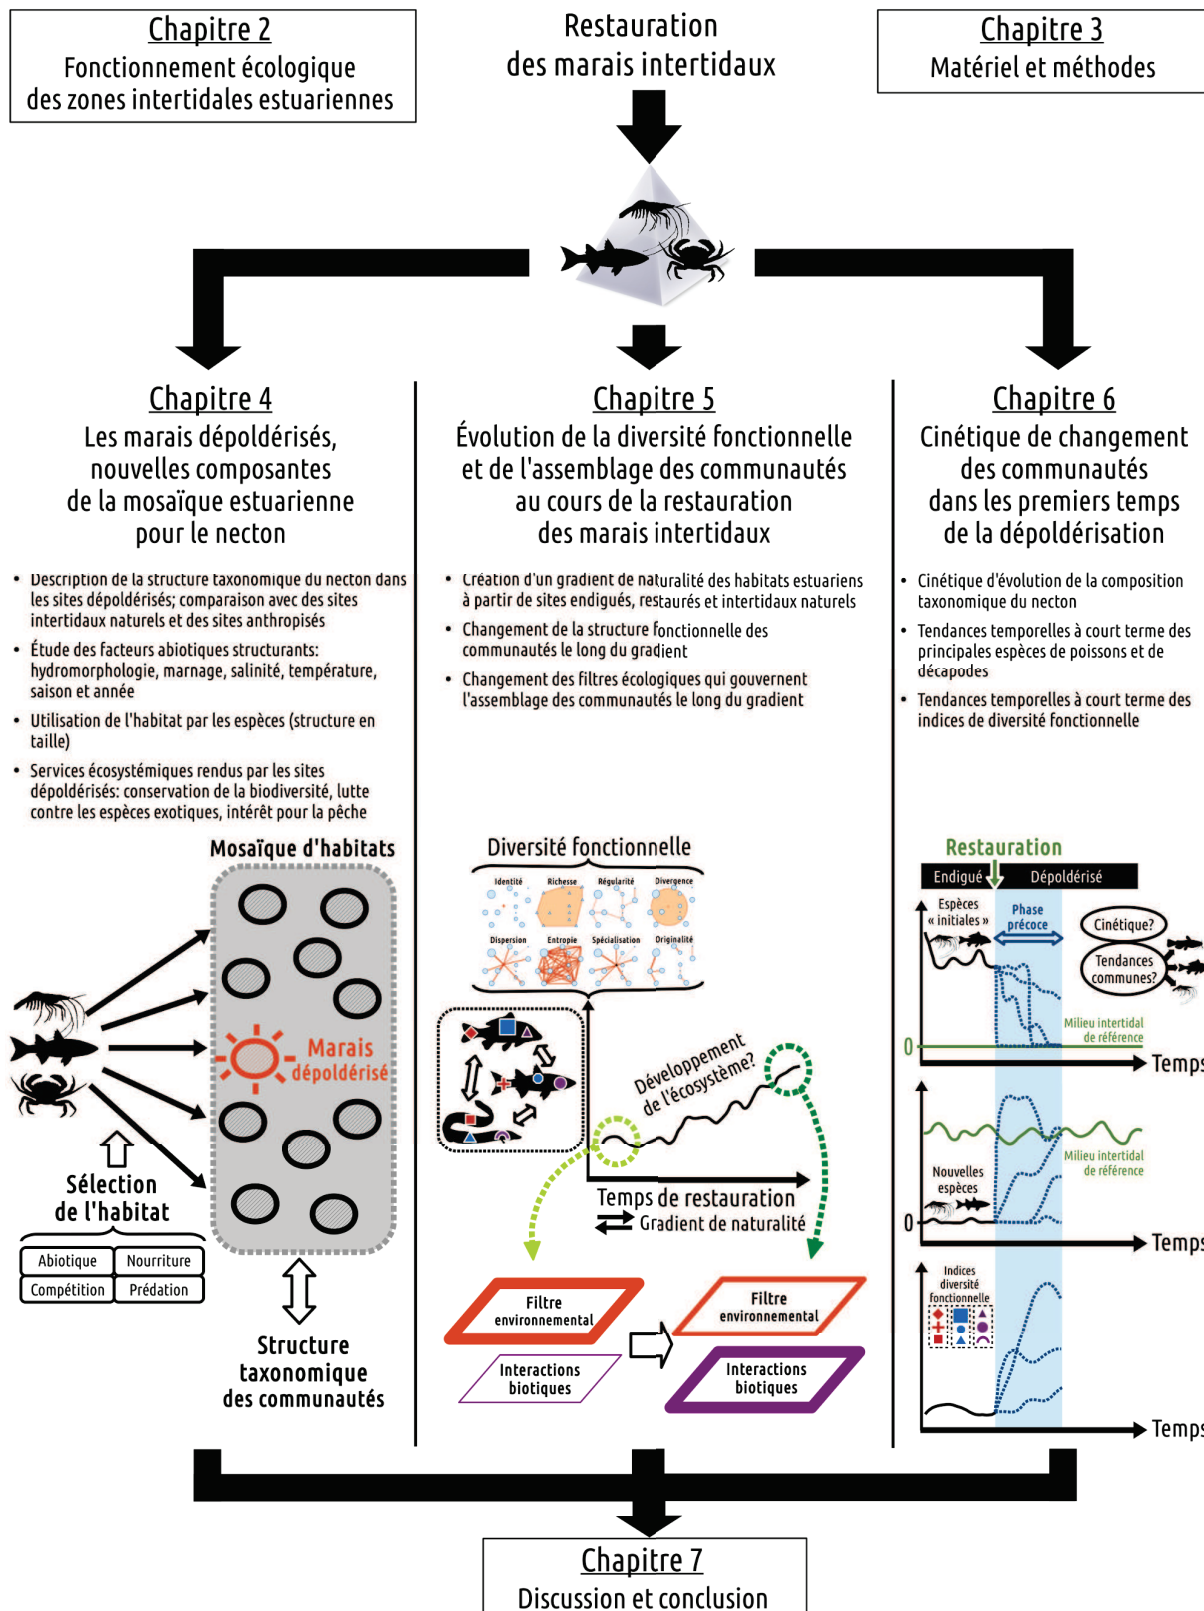 Chapitre 2
Fonctionnement écologique
des zones intertidales estuariennes
Restauration
des marais intertidaux
Chapitre 3
Matériel et méthodes
Chapitre 4
Les marais dépoldérisés,
nouvelles composantes
de la mosaïque estuarienne
pour le necton
• Description de la structure taxonomique du necton dans
les sites dépoldérisés; comparaison avec des sites
intertidaux naturels et des sites anthropisés
• Étude des facteurs abiotiques structurants:
hydromorphologie, marnage, salinité, température,
saison et année
• Utilisation de l'habitat par les espèces (structure en
taille)
• Services écosystémiques rendus par les sites
dépoldérisés: conservation de la biodiversité, lutte
contre les espèces exotiques, intérêt pour la pêche
Mosaïque d'habitats
Marais
dépoldérisé
Sélection
de l'habitat
Abiotique
Nourriture
Compétition
Prédation
Structure
taxonomique
des communautés
Chapitre 5
Évolution de la diversité fonctionnelle
et de l'assemblage des communautés
au cours de la restauration
des marais intertidaux
• Création d'un gradient de naturalité des habitats estuariens
à partir de sites endigués, restaurés et intertidaux naturels
• Changement de la structure fonctionnelle des
communautés le long du gradient
• Changement des filtres écologiques qui gouvernent
l'assemblage des communautés le long du gradient
Diversité fonctionnelle
Identité
Richesse
Régularité
Divergence
Dispersion
Entropie
Spécialisation
Originalité
Développement
de l'écosystème?
Temps de restauration
Gradient de naturalité
Filtre
environnemental
Interactions
biotiques
Filtre
environnemental
Interactions
biotiques
Chapitre 6
Cinétique de changement
des communautés
dans les premiers temps
de la dépoldérisation
• Cinétique d'évolution de la composition
taxonomique du necton
• Tendances temporelles à court terme des
principales espèces de poissons et de
décapodes
• Tendances temporelles à court terme des
indices de diversité fonctionnelle
Restauration
Endigué
Dépoldérisé
Espèces
« initiales »
Phase
précoce
Cinétique?
Tendances
communes?
Milieu intertidal
de référence
0
Temps
Milieu intertidal
de référence
Nouvelles
espèces
0
Temps
Indices
diversité
fonctionnelle
Temps
Chapitre 7
Discussion et conclusion